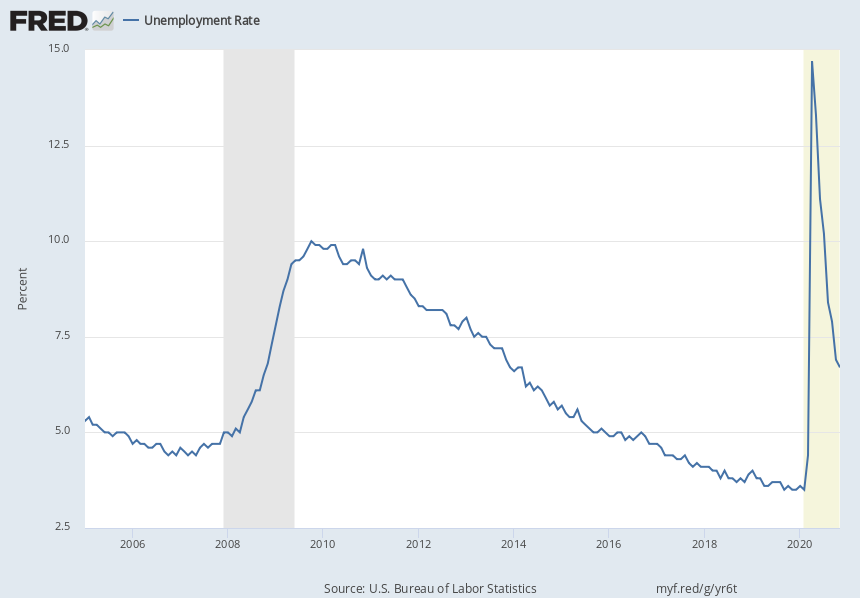 FRED
Unemployment Rate
15.0
12.5
10.0
7.5
5.0
2.5
Percent
2006 2008 2010 2012 2014 2016 2018 2020
Source: U.S. Bureau of Labor Statistics myf.red/g/yr6t